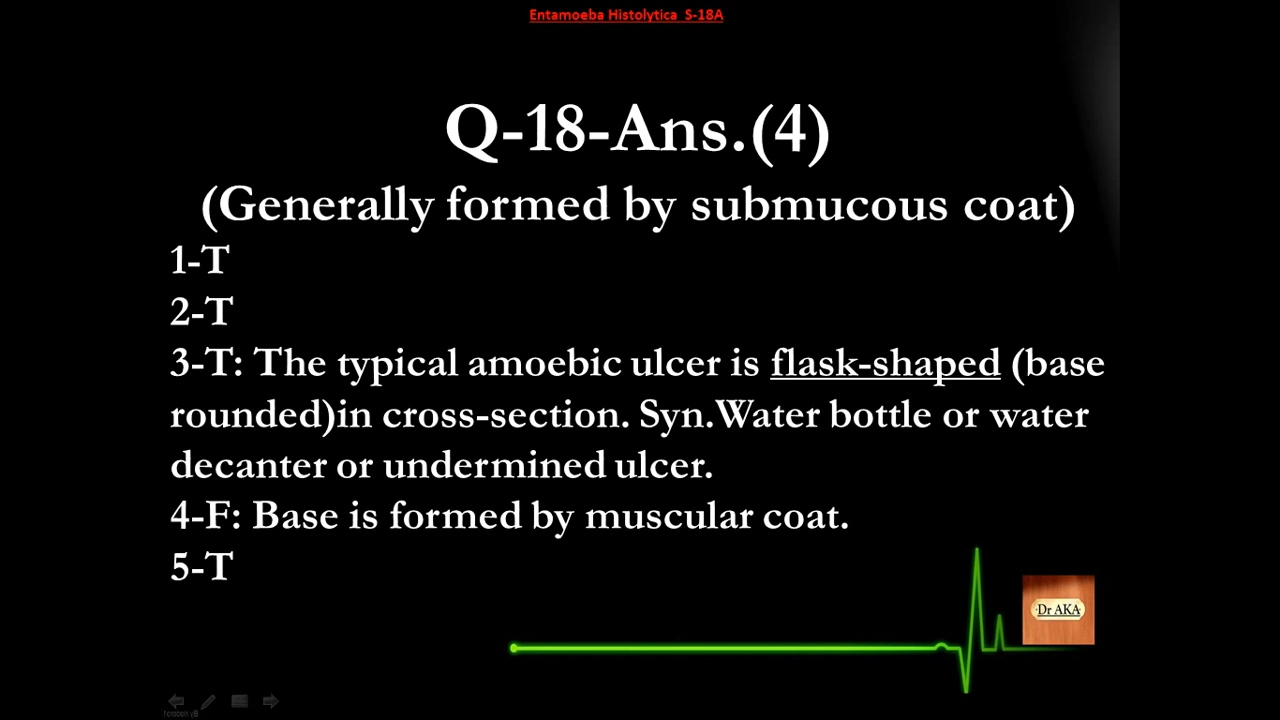 Entamoeba Histolytica S-18A
Q-18-Ans.(4)
(Generally formed by submucous coat)
1-T
2-T
3-T: The typical amoebic ulcer is flask-shaped (base
rounded)in cross-section. Syn.Water bottle or water
decanter or undermined ulcer.
4-F: Base is formed by muscular coat.
5-T
Dr AKA